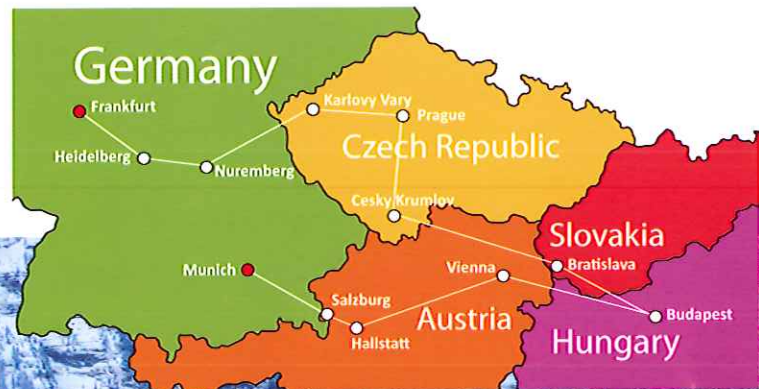 Germany
Frankfurt
Karlovy Vary
Prague
Heidelberg
Nuremberg
Czech Republic
Cesky Krumlov
Slovakia
Munich
Vienna
Bratislava
Salzburg
Austria
Budapest
Hallstatt
Hungary